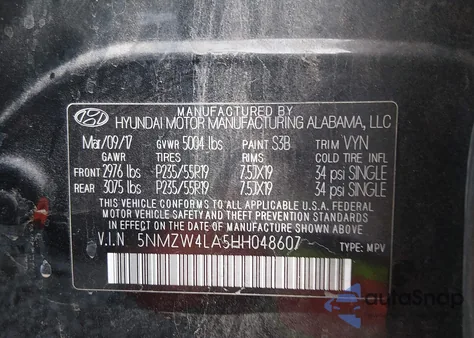 MANUFACTURED BY
HYUNDAI MOTOR MANUFACTURING ALABAMA, LLC
Mar/09/17 GVWR 5004 lbs PAINT S3B TRIM VYN
GAWR TIRES RIMS COLD TIRE INFL
FRONT 2976 lbs P235/55R19 7.5JX19 34 psi SINGLE
REAR 3075 lbs P235/55R19 7.5JX19 34 psi SINGLE
THIS VEHICLE CONFORMS TO ALL APPLICABLE U.S.A. FEDERAL
MOTOR VEHICLE SAFETY AND THEFT PREVENTION STANDARDS
IN EFFECT ON THE DATE OF MANUFACTURE SHOWN ABOVE.
V.I.N 5NMZW4LA5HH048607 TYPE: MPV
AutoSnap